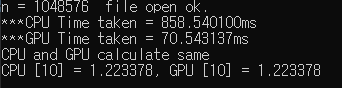 n = 1048576  file open ok.
***CPU Time taken = 858.540100ms
***GPU Time taken = 70.543137ms
CPU and GPU calculate same
CPU [10] = 1.223378, GPU [10] = 1.223378